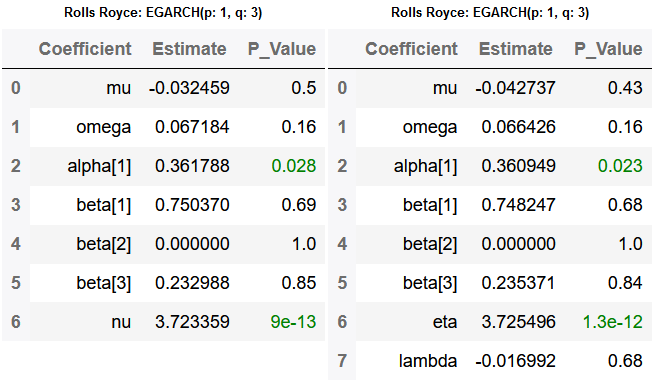 Rolls Royce: EGARCH(p: 1, q: 3)
Coefficient Estimate P_Value
0 mu -0.032459 0.5
1 omega 0.067184 0.16
2 alpha[1] 0.361788 0.028
3 beta[1] 0.750370 0.69
4 beta[2] 0.000000 1.0
5 beta[3] 0.232988 0.85
6 nu 3.723359 9e-13
Rolls Royce: EGARCH(p: 1, q: 3)
Coefficient Estimate P_Value
0 mu -0.042737 0.43
1 omega 0.066426 0.16
2 alpha[1] 0.360949 0.023
3 beta[1] 0.748247 0.68
4 beta[2] 0.000000 1.0
5 beta[3] 0.235371 0.84
6 eta 3.725496 1.3e-12
7 lambda -0.016992 0.68